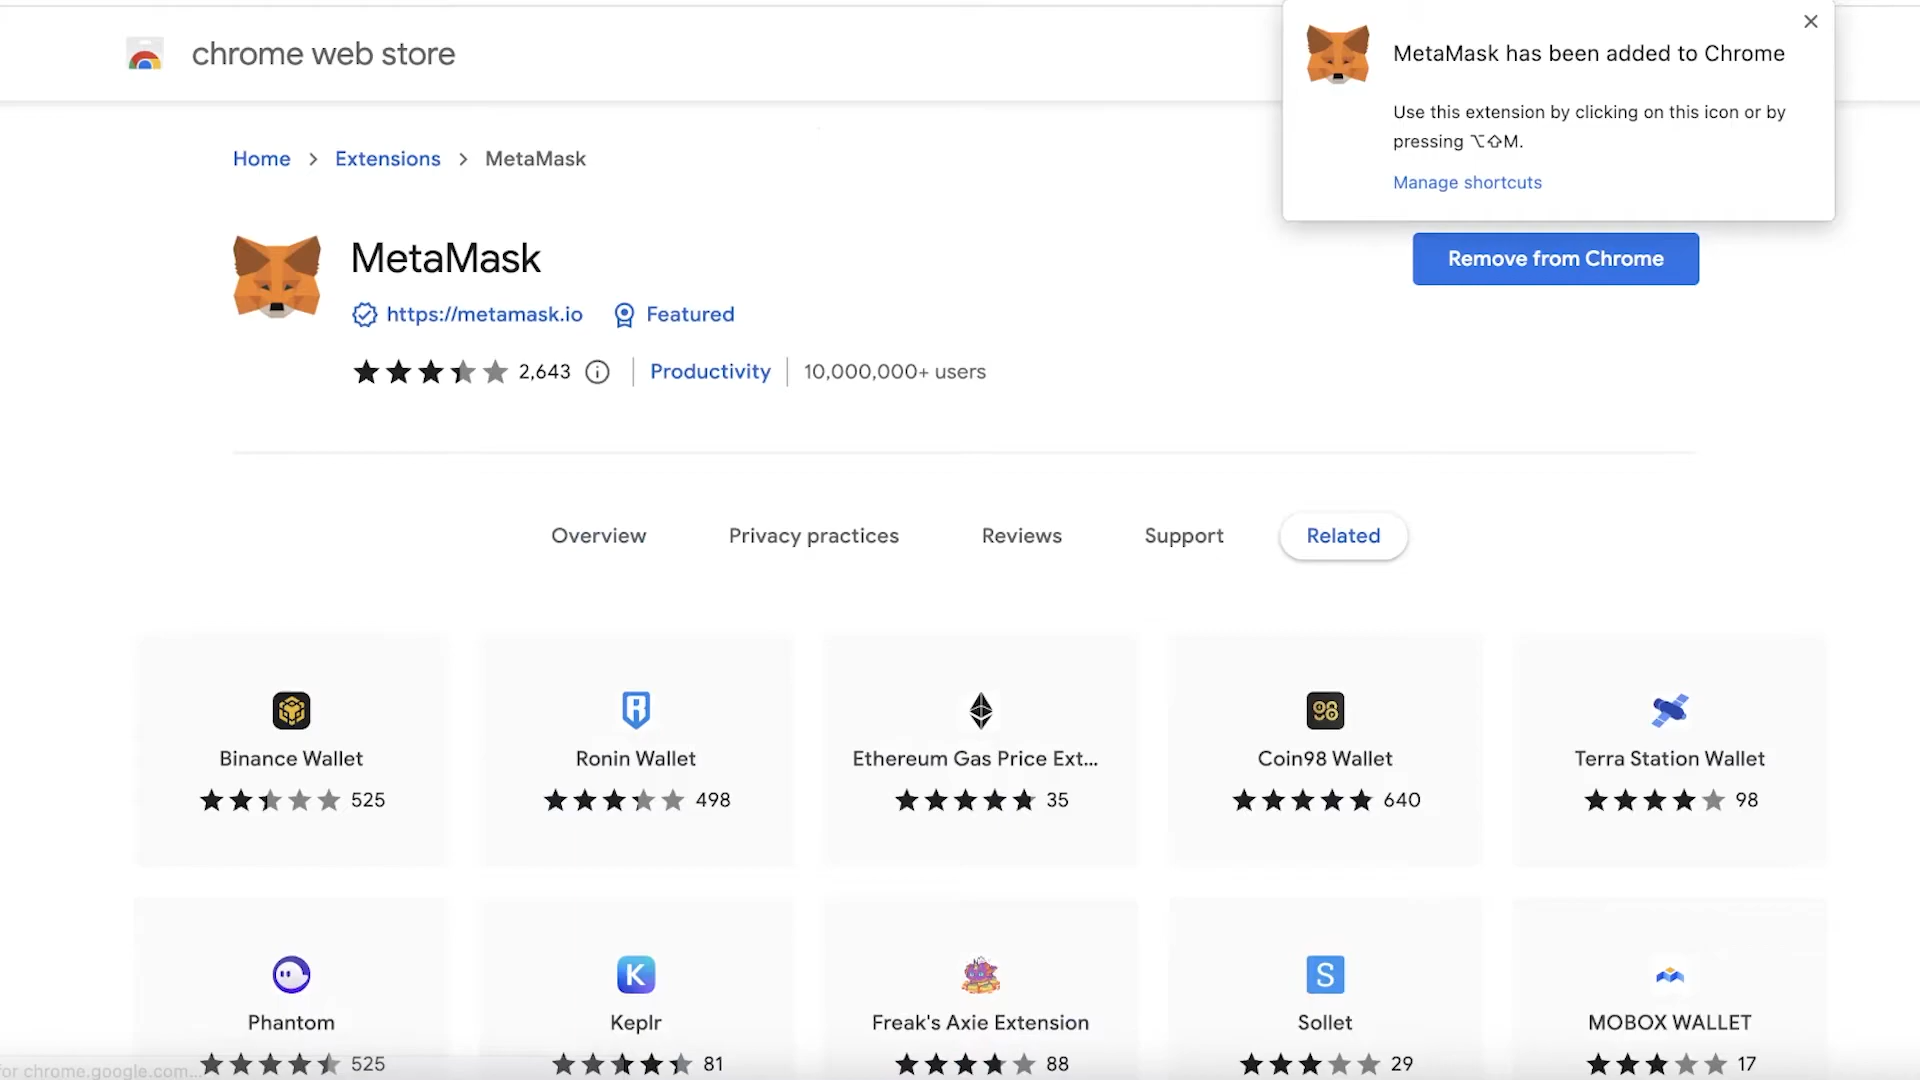 chrome web store
MetaMask has been added to Chrome
Use this extension by clicking on this icon or by
pressing ⌥⇧M.
Manage shortcuts
Home > Extensions > MetaMask
MetaMask
Remove from Chrome
https://metamask.io Featured
2,643 Productivity 10,000,000+ users
Overview Privacy practices Reviews Support Related
Binance Wallet
525
Ronin Wallet
498
Ethereum Gas Price Ext...
35
Coin98 Wallet
640
Terra Station Wallet
98
Phantom
525
Keplr
81
Freak's Axie Extension
88
Sollet
29
MOBOX WALLET
17
for chrome.google.com...